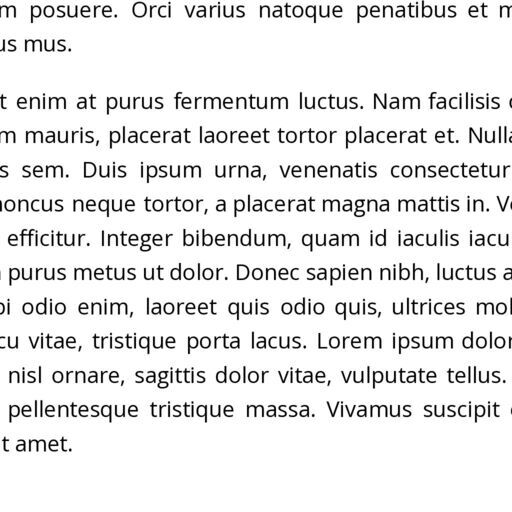 m posuere. Orci varius natoque penatibus et m
us mus.
t enim at purus fermentum luctus. Nam facilisis
m mauris, placerat laoreet tortor placerat et. Nulla
s sem. Duis ipsum urna, venenatis consectetur
honcus neque tortor, a placerat magna mattis in. V
efficitur. Integer bibendum, quam id iaculis iacu
purus metus ut dolor. Donec sapien nibh, luctus a
pi odio enim, laoreet quis odio quis, ultrices mol
cu vitae, tristique porta lacus. Lorem ipsum dolor
nisl ornare, sagittis dolor vitae, vulputate tellus.
pellentesque tristique massa. Vivamus suscipit
t amet.